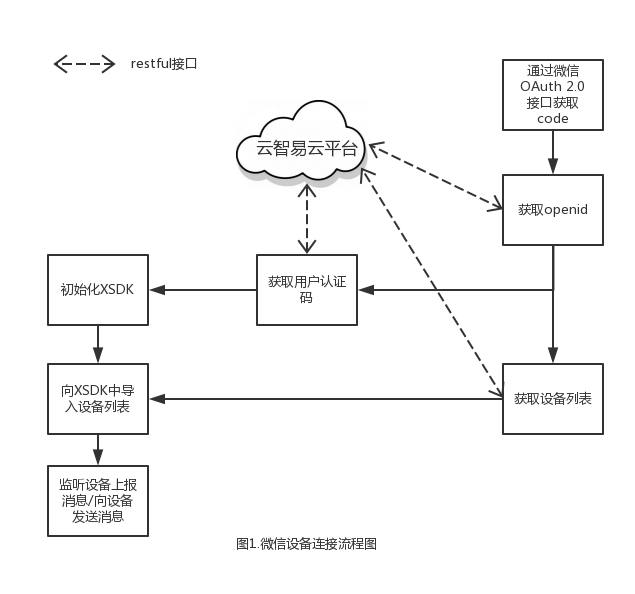 restful接口
通过微信
OAuth 2.0
接口获取
code
云智易云平台
获取openid
初始化XSDK
获取用户认证
码
向XSDK中导
入设备列表
获取设备列表
监听设备上报
消息/向设备
发送消息
图1.微信设备连接流程图